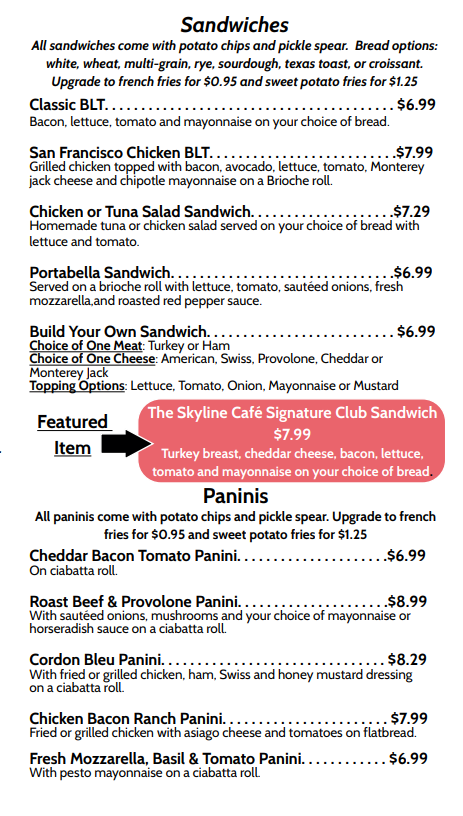 Sandwiches
All sandwiches come with potato chips and pickle spear. Bread options:
white, wheat, multi-grain, rye, sourdough, texas toast, or croissant.
Upgrade to french fries for $0.95 and sweet potato fries for $1.25
Classic BLT. . . . . . . . . . . . . . . . . . . . . . . . . . . . . . . . . . . . . $6.99
Bacon, lettuce, tomato and mayonnaise on your choice of bread.
San Francisco Chicken BLT. . . . . . . . . . . . . . . . . . . . . . . .$7.99
Grilled chicken topped with bacon, avocado, lettuce, tomato, Monterey
jack cheese and chipotle mayonnaise on a Brioche roll.
Chicken or Tuna Salad Sandwich. . . . . . . . . . . . . . . . . .$7.29
Homemade tuna or chicken salad served on your choice of bread with
lettuce and tomato.
Portabella Sandwich. . . . . . . . . . . . . . . . . . . . . . . . . . . . .$6.99
Served on a brioche roll with lettuce, tomato, sautéed onions, fresh
mozzarella,and roasted red pepper sauce.
Build Your Own Sandwich. . . . . . . . . . . . . . . . . . . . . . . . $6.99
Choice of One Meat: Turkey or Ham
Choice of One Cheese: American, Swiss, Provolone, Cheddar or
Monterey Jack
Topping Options: Lettuce, Tomato, Onion, Mayonnaise or Mustard
Featured
Item
The Skyline Café Signature Club Sandwich
$7.99
Turkey breast, cheddar cheese, bacon, lettuce,
tomato and mayonnaise on your choice of bread.
Paninis
All paninis come with potato chips and pickle spear. Upgrade to french
fries for $0.95 and sweet potato fries for $1.25
Cheddar Bacon Tomato Panini. . . . . . . . . . . . . . . . . . . .$6.99
On ciabatta roll.
Roast Beef & Provolone Panini. . . . . . . . . . . . . . . . . . . .$8.99
With sautéed onions, mushrooms and your choice of mayonnaise or
horseradish sauce on a ciabatta roll.
Cordon Bleu Panini. . . . . . . . . . . . . . . . . . . . . . . . . . . . . $8.29
With fried or grilled chicken, ham, Swiss and honey mustard dressing
on a ciabatta roll.
Chicken Bacon Ranch Panini. . . . . . . . . . . . . . . . . . . . . . $7.99
Fried or grilled chicken with asiago cheese and tomatoes on flatbread.
Fresh Mozzarella, Basil & Tomato Panini. . . . . . . . . . . . $6.99
With pesto mayonnaise on a ciabatta roll.